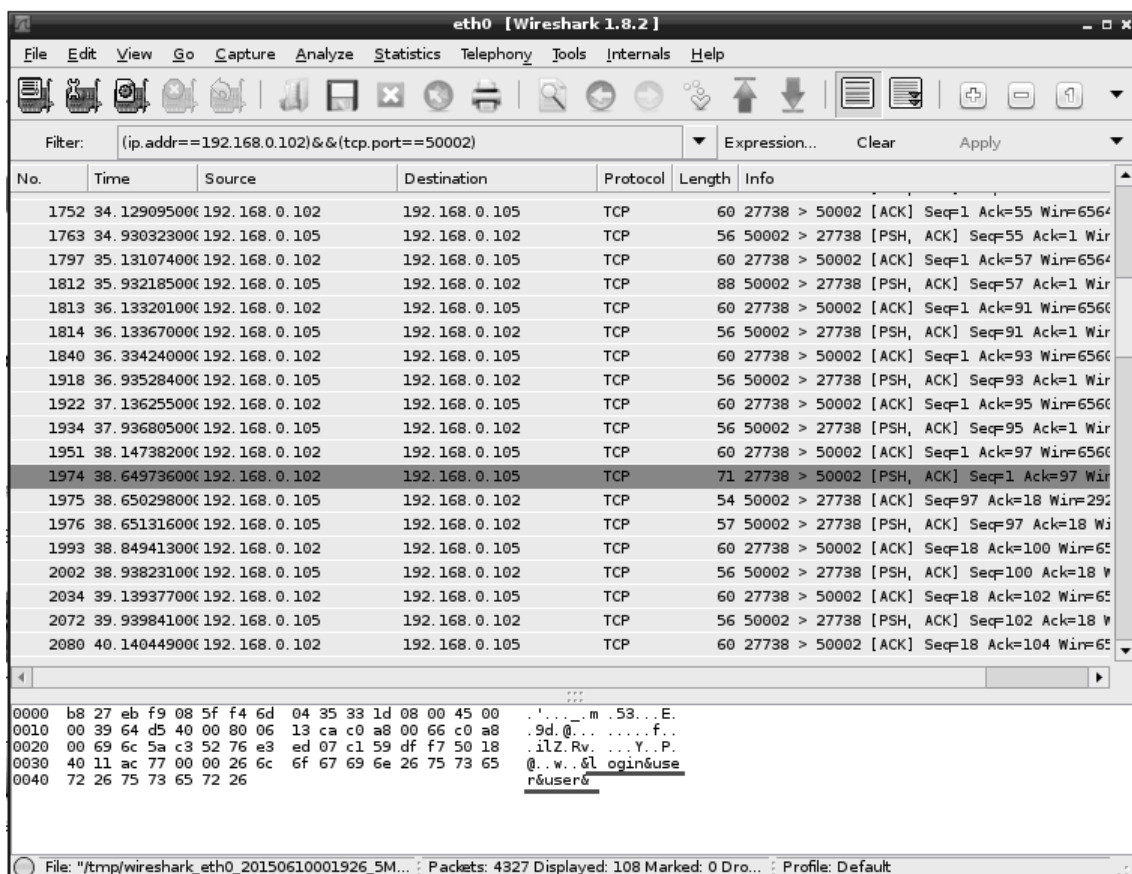 eth0 [Wireshark 1.8.2]
File Edit View Go Capture Analyze Statistics Telephony Tools Internals Help
Filter: (ip.addr==192.168.0.102)&&(tcp.port==50002) Expression... Clear Apply
No. Time Source Destination Protocol Length Info
1752 34.129095000 192.168.0.102 192.168.0.105 TCP 60 27738 > 50002 [ACK] Seq=1 Ack=55 Win=6564
1763 34.930323000 192.168.0.105 192.168.0.102 TCP 56 50002 > 27738 [PSH, ACK] Seq=55 Ack=1 Wir
1797 35.131074000 192.168.0.102 192.168.0.105 TCP 60 27738 > 50002 [ACK] Seq=1 Ack=57 Win=6564
1812 35.932185000 192.168.0.105 192.168.0.102 TCP 88 50002 > 27738 [PSH, ACK] Seq=57 Ack=1 Wir
1813 36.133201000 192.168.0.102 192.168.0.105 TCP 60 27738 > 50002 [ACK] Seq=1 Ack=91 Win=6560
1814 36.133670000 192.168.0.105 192.168.0.102 TCP 56 50002 > 27738 [PSH, ACK] Seq=91 Ack=1 Wir
1840 36.334240000 192.168.0.102 192.168.0.105 TCP 60 27738 > 50002 [ACK] Seq=1 Ack=93 Win=6560
1918 36.935284000 192.168.0.105 192.168.0.102 TCP 56 50002 > 27738 [PSH, ACK] Seq=93 Ack=1 Wir
1922 37.136255000 192.168.0.102 192.168.0.105 TCP 60 27738 > 50002 [ACK] Seq=1 Ack=95 Win=6560
1934 37.936805000 192.168.0.105 192.168.0.102 TCP 56 50002 > 27738 [PSH, ACK] Seq=95 Ack=1 Wir
1951 38.147382000 192.168.0.102 192.168.0.105 TCP 60 27738 > 50002 [ACK] Seq=1 Ack=97 Win=6560
1974 38.649736000 192.168.0.102 192.168.0.105 TCP 71 27738 > 50002 [PSH, ACK] Seq=1 Ack=97 Wir
1975 38.650298000 192.168.0.105 192.168.0.102 TCP 54 50002 > 27738 [ACK] Seq=97 Ack=18 Win=292
1976 38.651316000 192.168.0.105 192.168.0.102 TCP 57 50002 > 27738 [PSH, ACK] Seq=97 Ack=18 Wi
1993 38.849413000 192.168.0.102 192.168.0.105 TCP 60 27738 > 50002 [ACK] Seq=18 Ack=100 Win=65
2002 38.938231000 192.168.0.105 192.168.0.102 TCP 56 50002 > 27738 [PSH, ACK] Seq=100 Ack=18 W
2034 39.139377000 192.168.0.102 192.168.0.105 TCP 60 27738 > 50002 [ACK] Seq=18 Ack=102 Win=65
2072 39.939841000 192.168.0.105 192.168.0.102 TCP 56 50002 > 27738 [PSH, ACK] Seq=102 Ack=18 W
2080 40.140449000 192.168.0.102 192.168.0.105 TCP 60 27738 > 50002 [ACK] Seq=18 Ack=104 Win=65
0000 b8 27 eb f9 08 5f f4 6d 04 35 33 1d 08 00 45 00 .'..._.m .53...E.
0010 00 39 64 d5 40 00 80 06 13 ca c0 a8 00 66 c0 a8 .9d.@... .....f..
0020 00 69 6c 5a c3 52 76 e3 ed 07 c1 59 df f7 50 18 .ilZ.Rv. ...Y..P.
0030 40 11 ac 77 00 00 26 6c 6f 67 69 6e 26 75 73 65 @..w..&l ogin&use
0040 72 26 75 73 65 72 26 r&user&
File: "/tmp/wireshark_eth0_20150610001926_5M... Packets: 4327 Displayed: 108 Marked: 0 Dro... Profile: Default